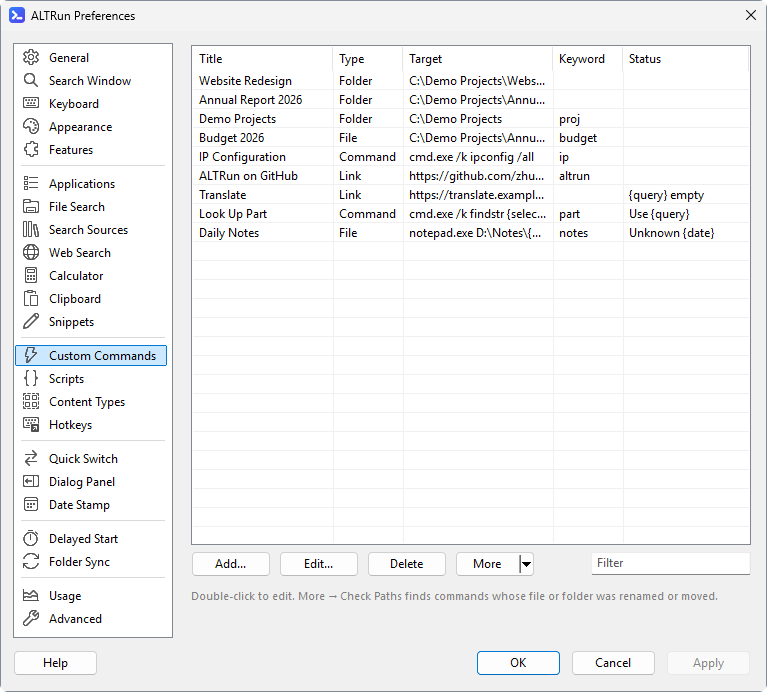 ALTRun Preferences
General
Search Window
Keyboard
Appearance
Features
Applications
File Search
Search Sources
Web Search
Calculator
Clipboard
Snippets
Custom Commands
Scripts
Content Types
Hotkeys
Quick Switch
Dialog Panel
Date Stamp
Delayed Start
Folder Sync
Usage
Advanced
Title Type Target Keyword Status
Website Redesign Folder C:\Demo Projects\Webs...
Annual Report 2026 Folder C:\Demo Projects\Annu...
Demo Projects Folder C:\Demo Projects proj
Budget 2026 File C:\Demo Projects\Annu... budget
IP Configuration Command cmd.exe /k ipconfig /all ip
ALTRun on GitHub Link https://github.com/zhu... altrun
Translate Link https://translate.exampl... {query} empty
Look Up Part Command cmd.exe /k findstr {selec... part Use {query}
Daily Notes File notepad.exe D:\Notes\{... notes Unknown {date}
Add... Edit... Delete More Filter
Double-click to edit. More → Check Paths finds commands whose file or folder was renamed or moved.
Help OK Cancel Apply